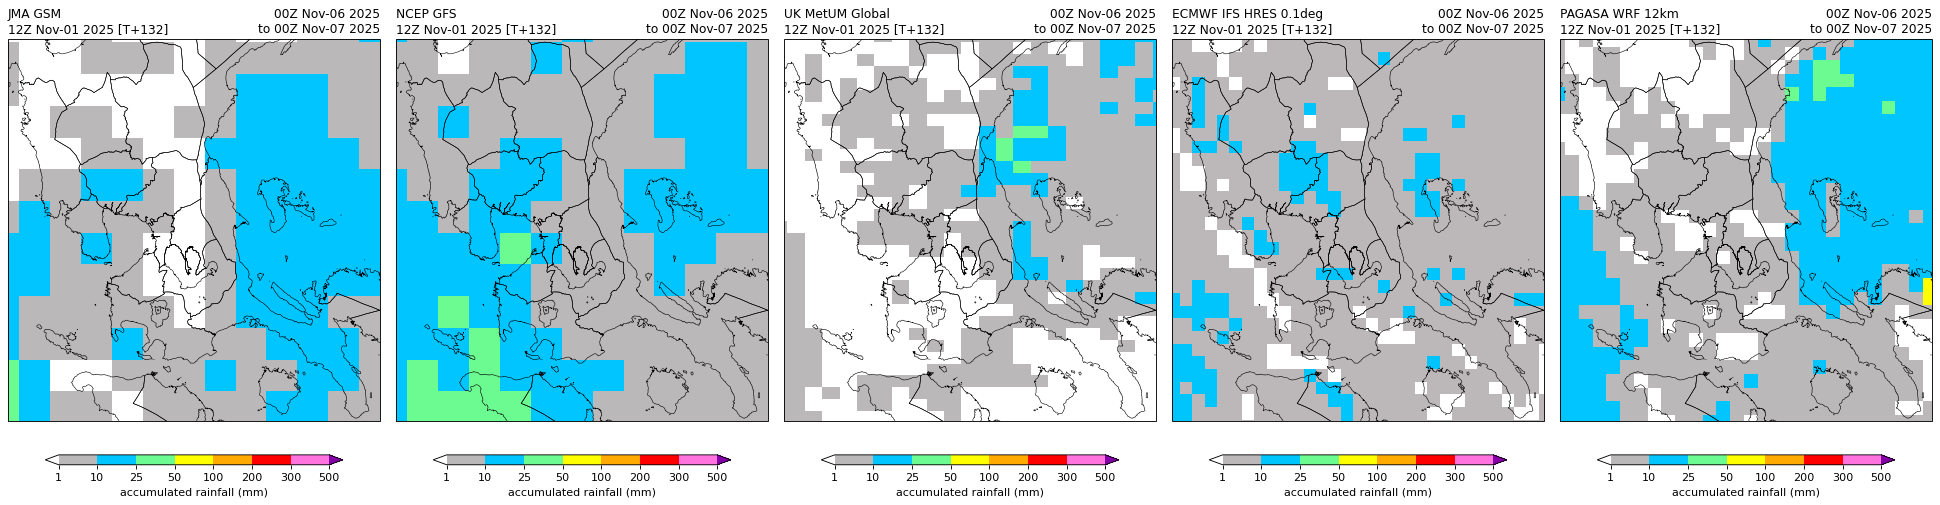 JMA GSM 00Z Nov-06 2025
12Z Nov-01 2025 [T+132] to 00Z Nov-07 2025
NCEP GFS 00Z Nov-06 2025
12Z Nov-01 2025 [T+132] to 00Z Nov-07 2025
UK MetUM Global 00Z Nov-06 2025
12Z Nov-01 2025 [T+132] to 00Z Nov-07 2025
ECMWF IFS HRES 0.1deg 00Z Nov-06 2025
12Z Nov-01 2025 [T+132] to 00Z Nov-07 2025
PAGASA WRF 12km 00Z Nov-06 2025
12Z Nov-01 2025 [T+132] to 00Z Nov-07 2025
1 10 25 50 100 200 300 500
accumulated rainfall (mm)
1 10 25 50 100 200 300 500
accumulated rainfall (mm)
1 10 25 50 100 200 300 500
accumulated rainfall (mm)
1 10 25 50 100 200 300 500
accumulated rainfall (mm)
1 10 25 50 100 200 300 500
accumulated rainfall (mm)